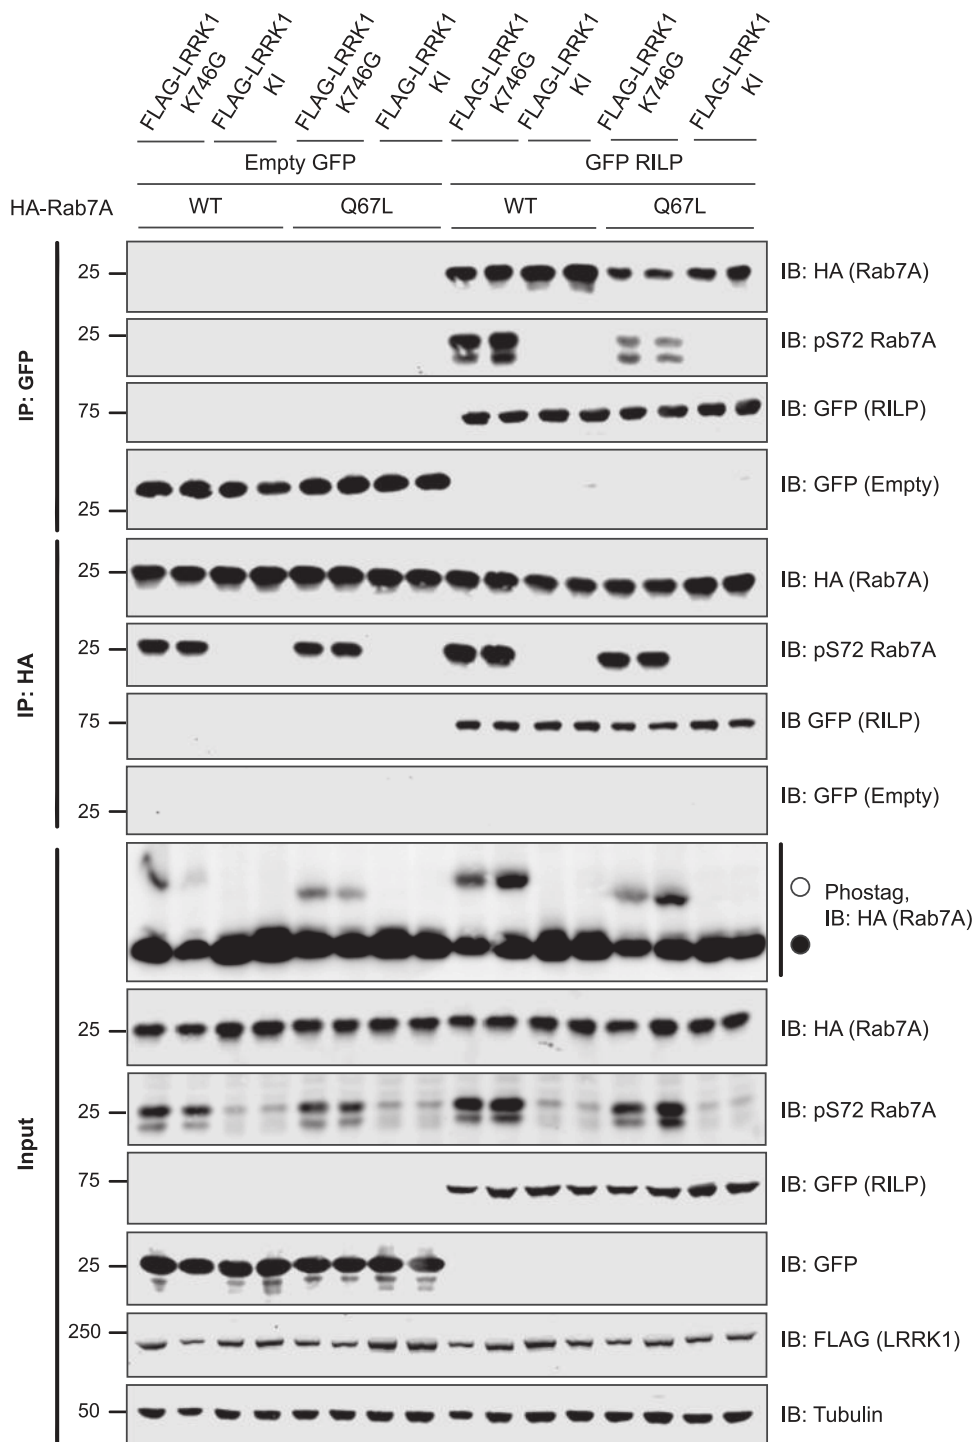 FLAG-LRRK1
K746G
FLAG-LRRK1
KI
FLAG-LRRK1
K746G
FLAG-LRRK1
KI
FLAG-LRRK1
K746G
FLAG-LRRK1
KI
FLAG-LRRK1
K746G
FLAG-LRRK1
KI
Empty GFP
GFP RILP
HA-Rab7A
WT
Q67L
WT
Q67L
IP: GFP
25
IB: HA (Rab7A)
25
IB: pS72 Rab7A
75
IB: GFP (RILP)
25
IB: GFP (Empty)
IP: HA
25
IB: HA (Rab7A)
25
IB: pS72 Rab7A
75
IB GFP (RILP)
25
IB: GFP (Empty)
Input
Phostag,
IB: HA (Rab7A)
25
IB: HA (Rab7A)
25
IB: pS72 Rab7A
75
IB: GFP (RILP)
25
IB: GFP
250
IB: FLAG (LRRK1)
50
IB: Tubulin